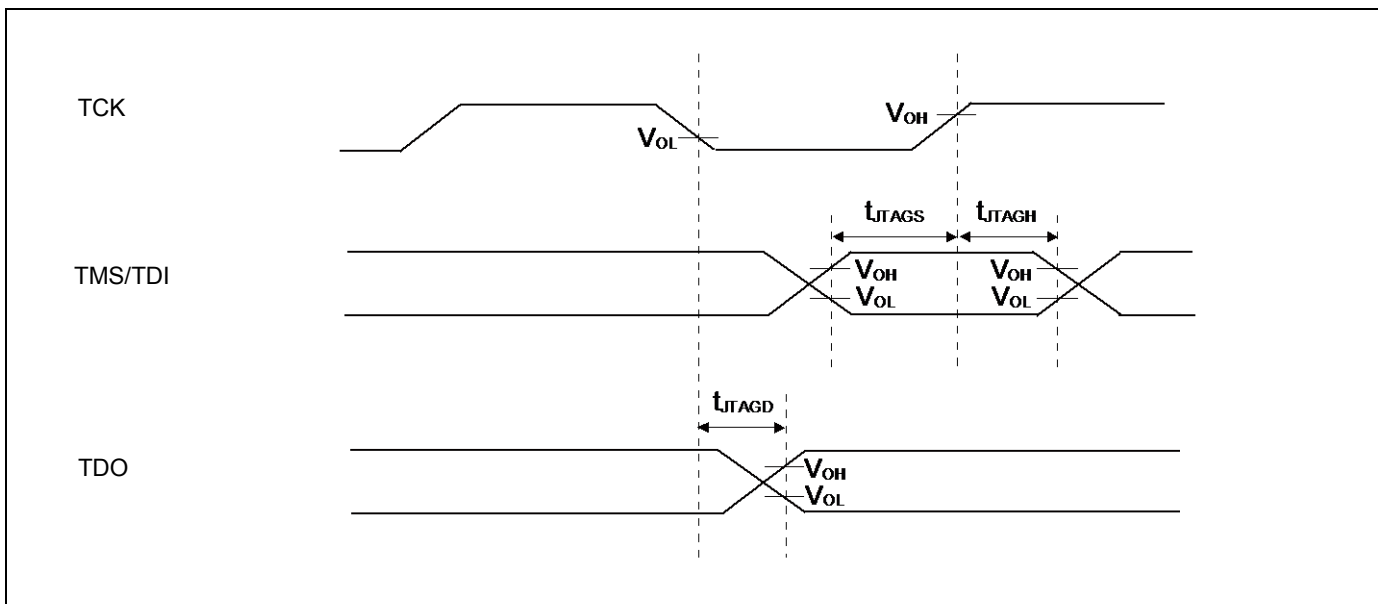 TCK
VOL
VOH
tJTAGS
tJTAGH
TMS/TDI
VOH
VOL
VOH
VOL
tJTAGD
TDO
VOH
VOL